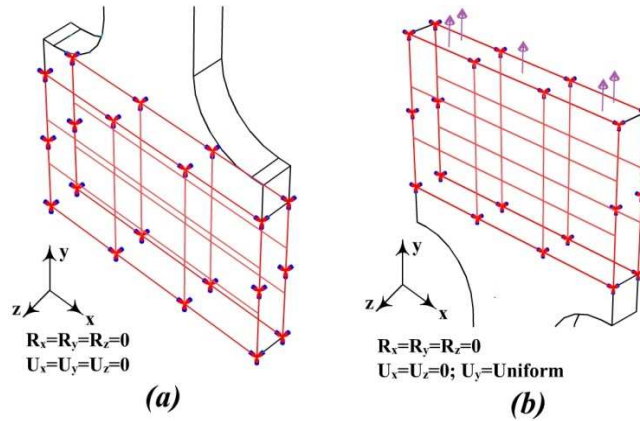 y
z
x
Rx=Ry=Rz=0
Ux=Uy=Uz=0
(a)
y
z
x
Rx=Ry=Rz=0
Ux=Uz=0; Uy=Uniform
(b)